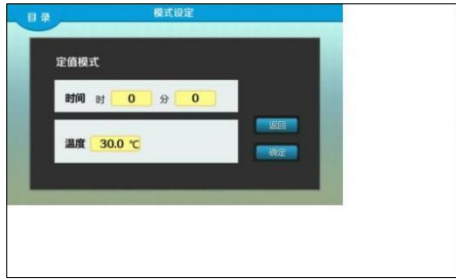 目 录
模式设定
定值模式
时间 时 0 分 0
温度 30.0 ℃
返回
确定